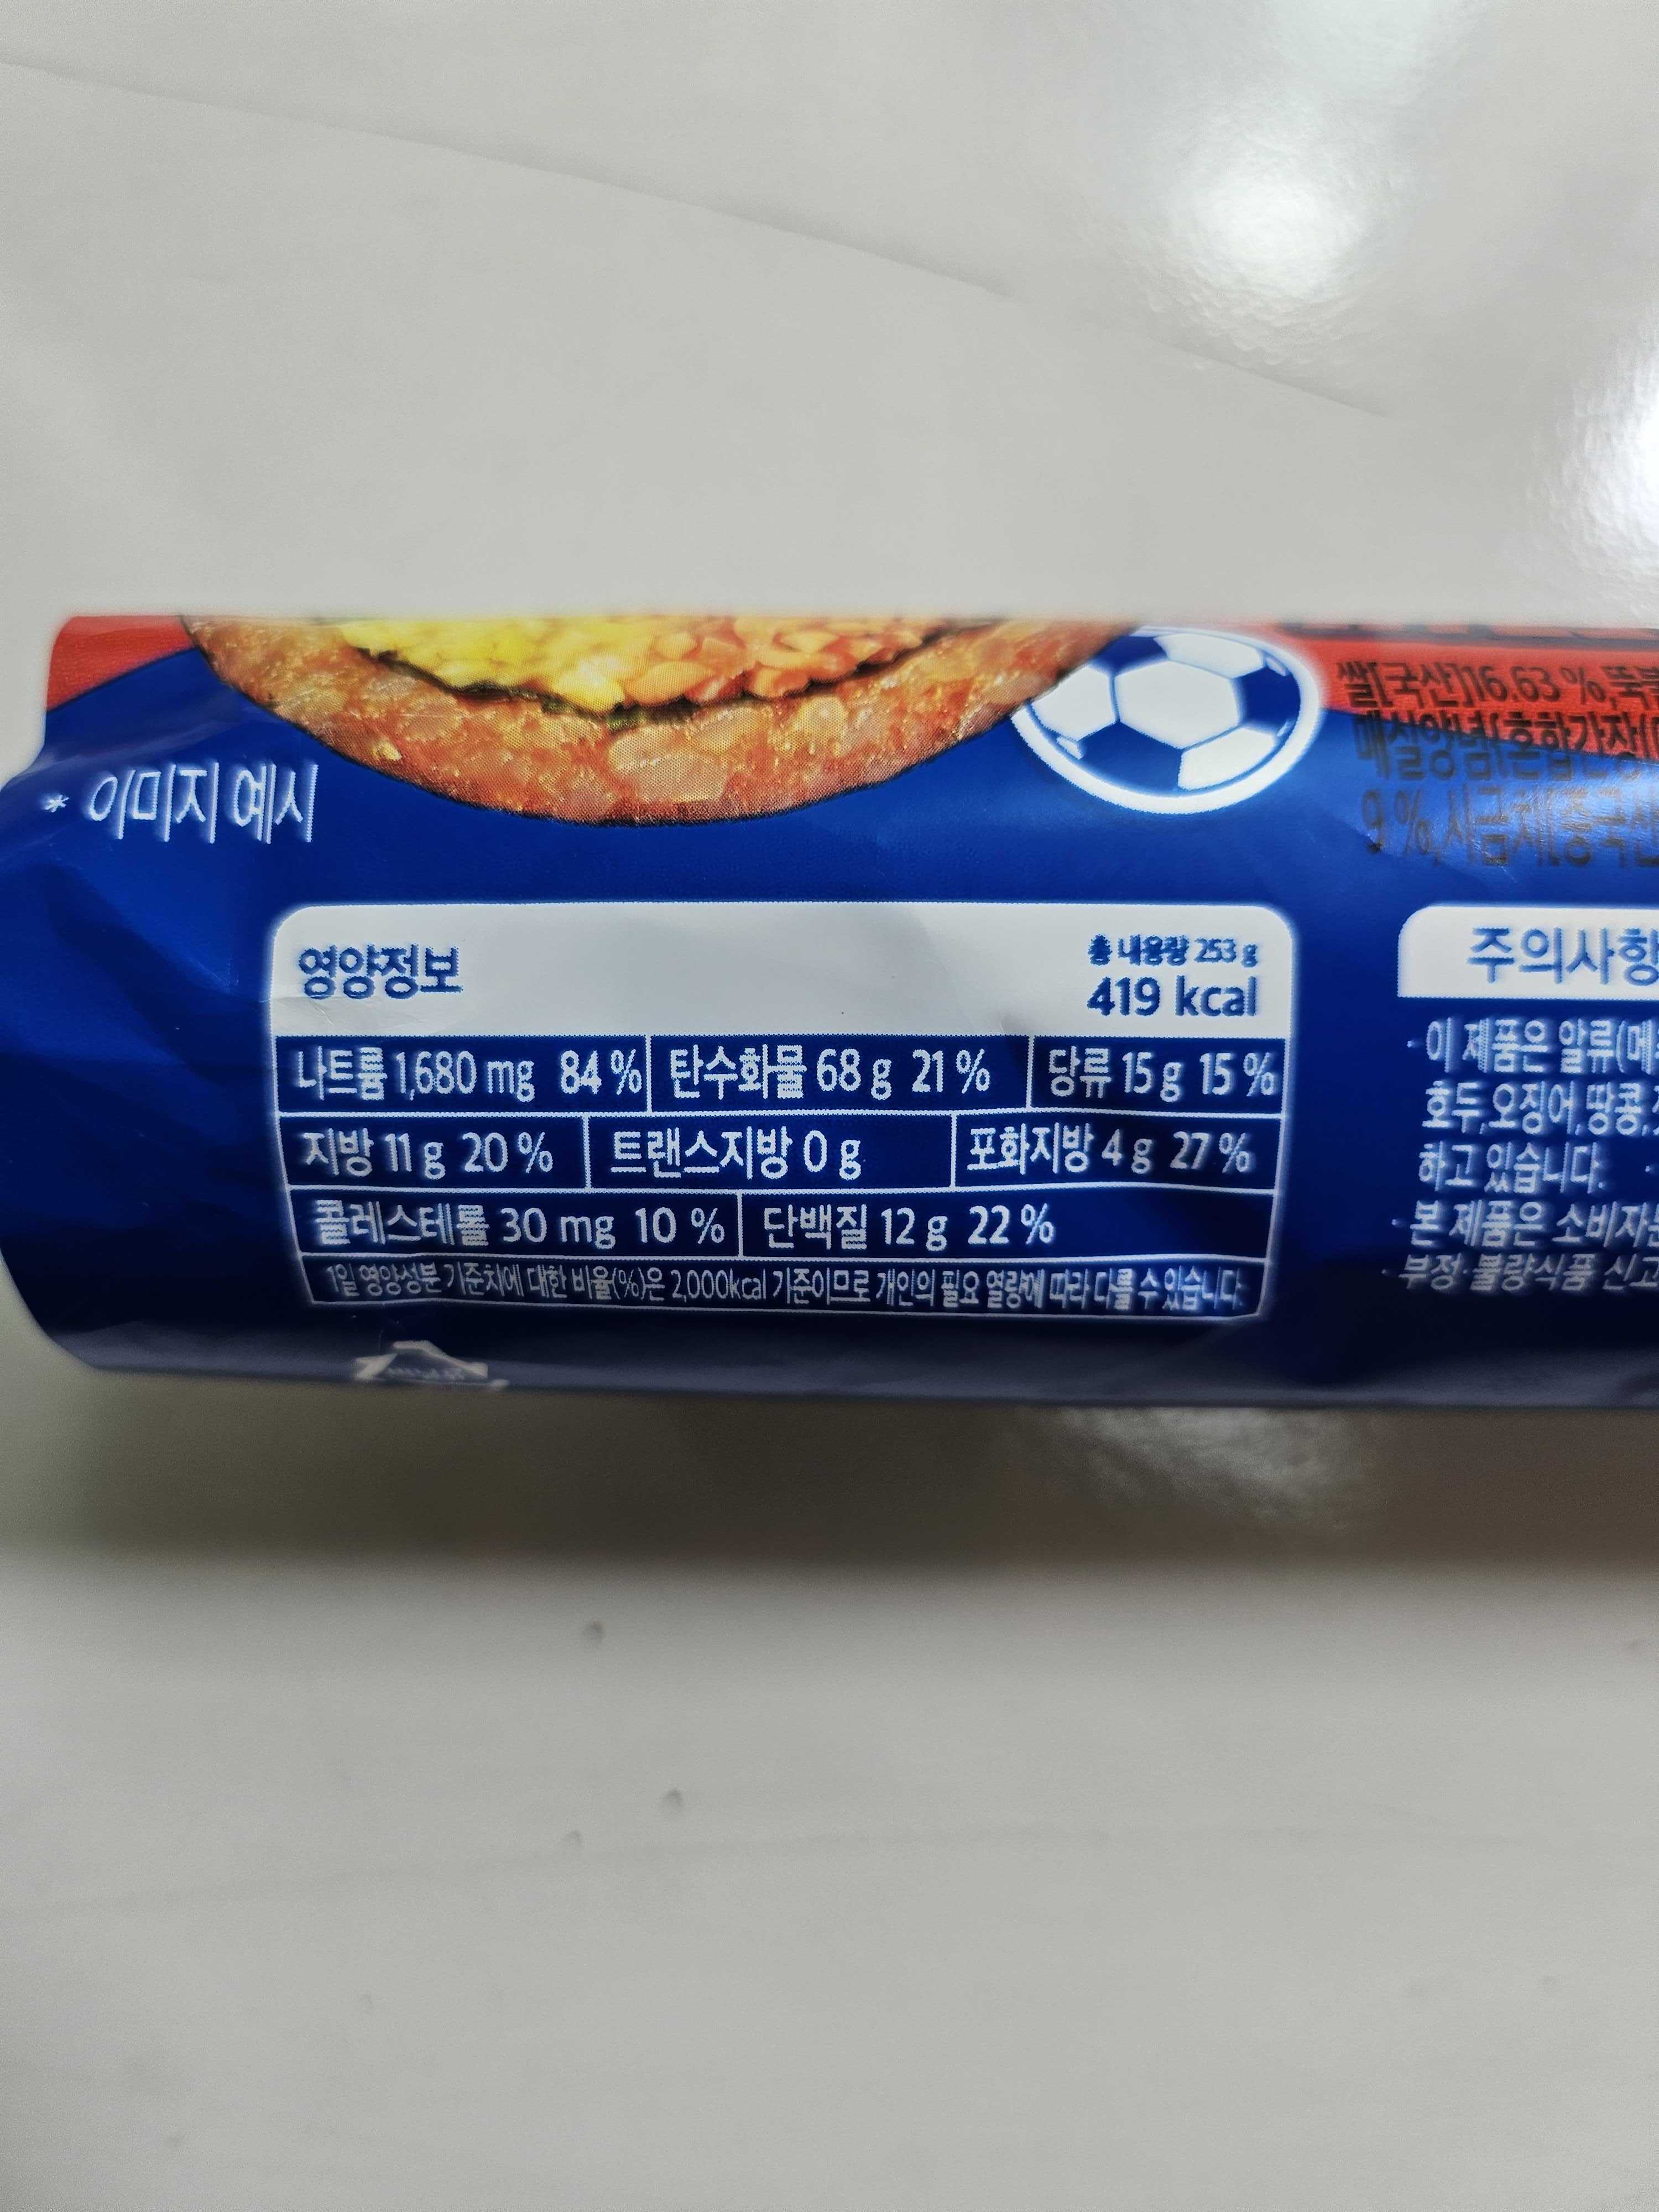 쌀[국산]16.63%,
* 이미지 예시
9%,
영양정보
총 내용량 253 g
419 kcal
나트륨 1,680 mg 84 % 탄수화물 68 g 21 % 당류 15 g 15 %
지방 11 g 20 % 트랜스지방 0 g 포화지방 4 g 27 %
콜레스테롤 30 mg 10 % 단백질 12 g 22 %
1일 영양성분 기준치에 대한 비율(%)은 2,000kcal 기준이므로 개인의 필요 열량에 따라 다를 수 있습니다.
주의사항
· 이 제품은 알류(메
호두, 오징어, 땅콩,
하고 있습니다. ·
· 본 제품은 소비자
부정·불량식품 신고